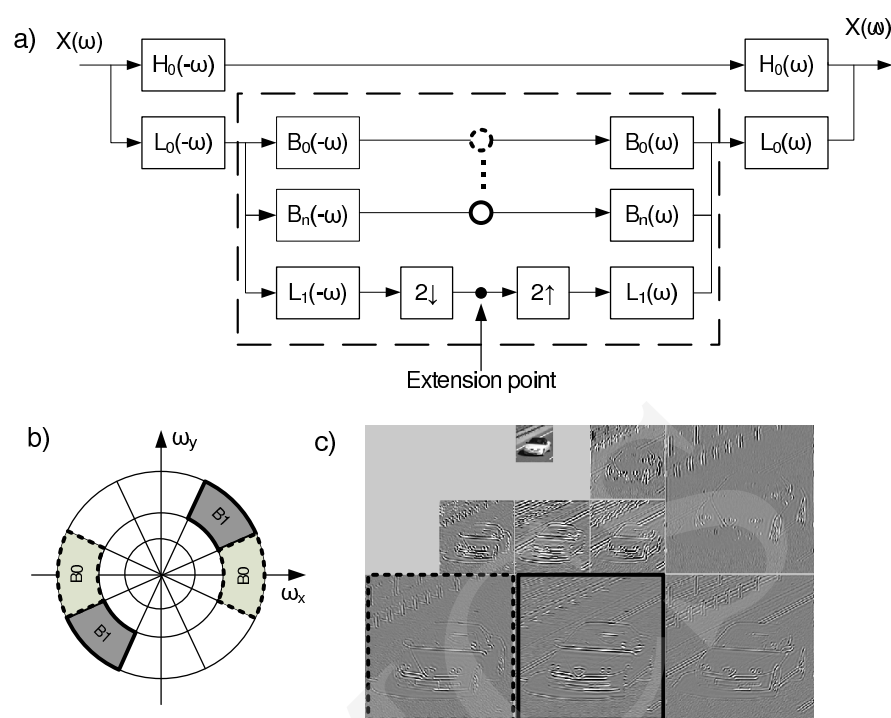 a)
X(ω)
X(ω)
H₀(-ω)
H₀(ω)
L₀(-ω)
B₀(-ω)
B₀(ω)
L₀(ω)
Bₙ(-ω)
Bₙ(ω)
L₁(-ω)
2↓
2↑
L₁(ω)
Extension point
b)
ωy
B1
B0
B0
ωx
B1
c)